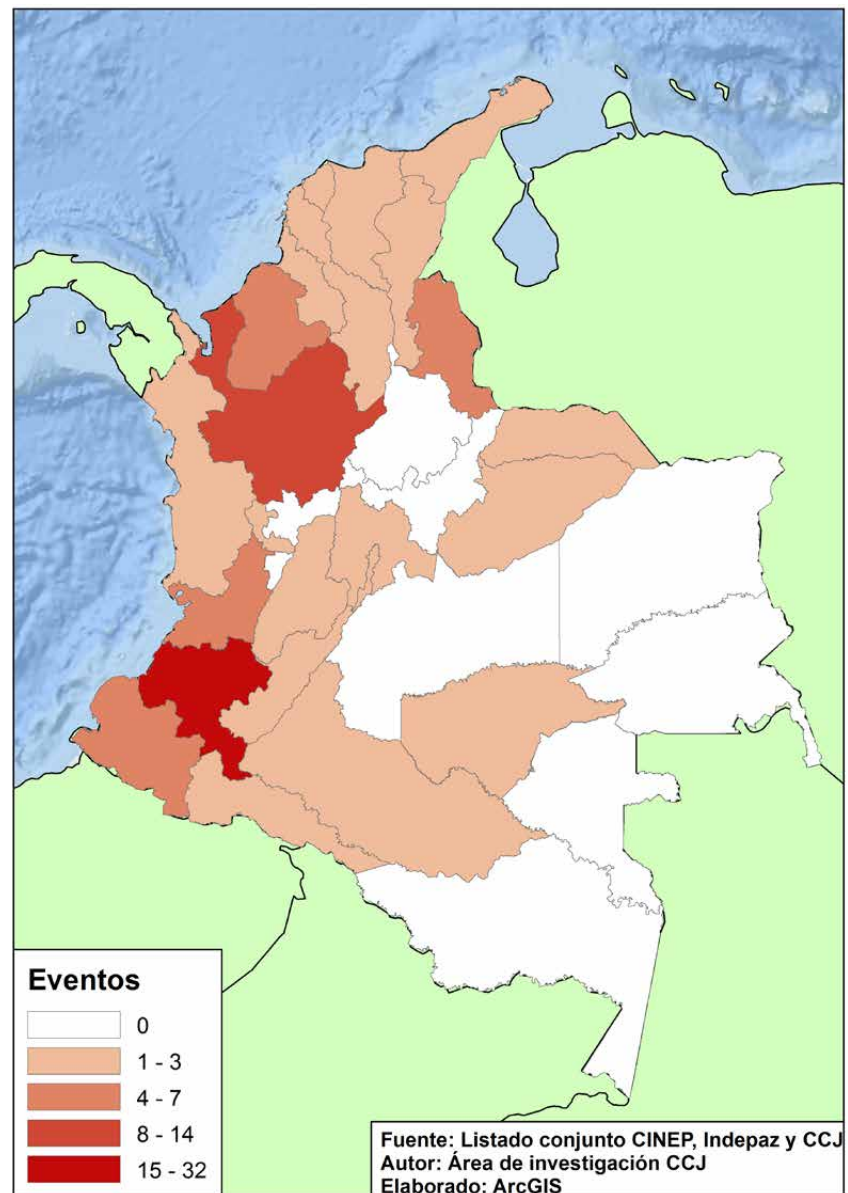 Eventos
0
1 - 3
4 - 7
8 - 14
15 - 32
Fuente: Listado conjunto CINEP, Indepaz y CCJ
Autor: Área de investigación CCJ
Elaborado: ArcGIS